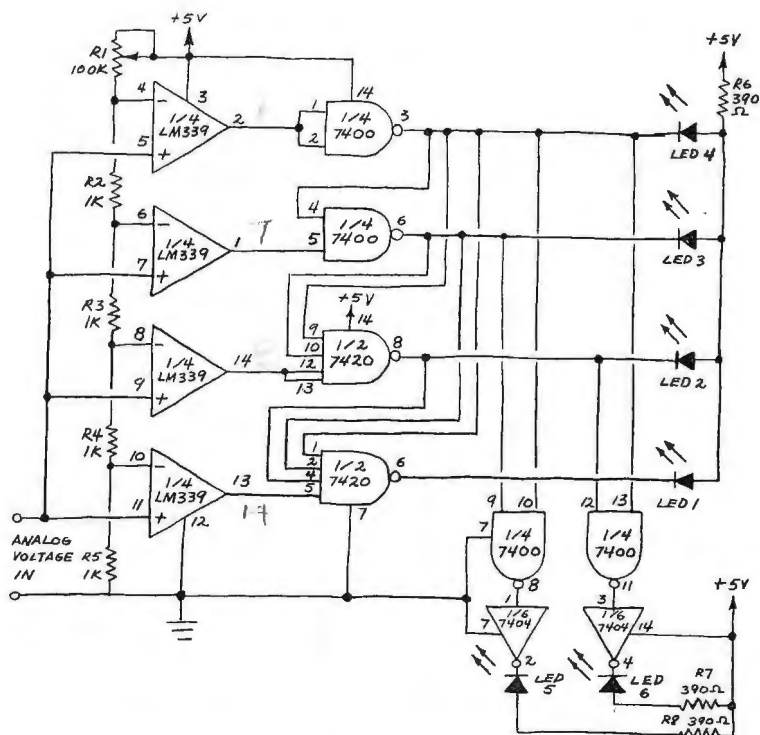 +5V
R1
100K
4
-
1/4
LM339
3
2
5
+
14
1
2
1/4
7400
3
+5V
R6
390
Ω
LED 4
R2
1K
6
-
1/4
LM339
1
7
+
4
5
1/4
7400
6
LED 3
R3
1K
8
-
1/4
LM339
14
9
+
+5V
14
9
10
12
13
1/2
7420
8
LED 2
R4
1K
10
-
1/4
LM339
13
11
+
12
1
2
4
5
1/2
7420
6
7
LED 1
ANALOG
VOLTAGE
IN
R5
1K
9
10
12
13
7
1/4
7400
8
1/4
7400
11
+5V
1
1/6
7404
7
2
3
1/6
7404
14
4
LED
5
LED
6
R7
390Ω
R8 390Ω